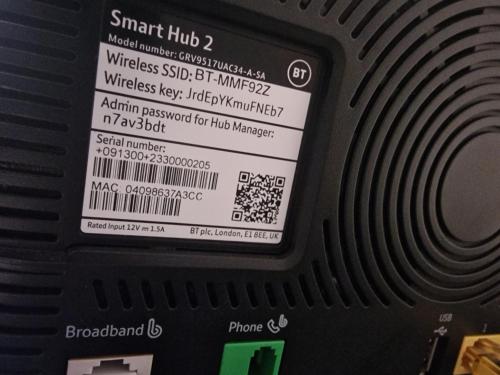 Smart Hub 2
Model number: GRV9517UAC34-A-SA
BT
Wireless SSID: BT-MMF92Z
Wireless key: JrdEpYKmuFNEb7
Admin password for Hub Manager:
n7av3bdt
Serial number:
+091300+2330000205
MAC 04098637A3CC
Rated Input 12V ⎓ 1.5A
BT plc, London, E1 8EE, UK
Broadband
Phone
USB
1